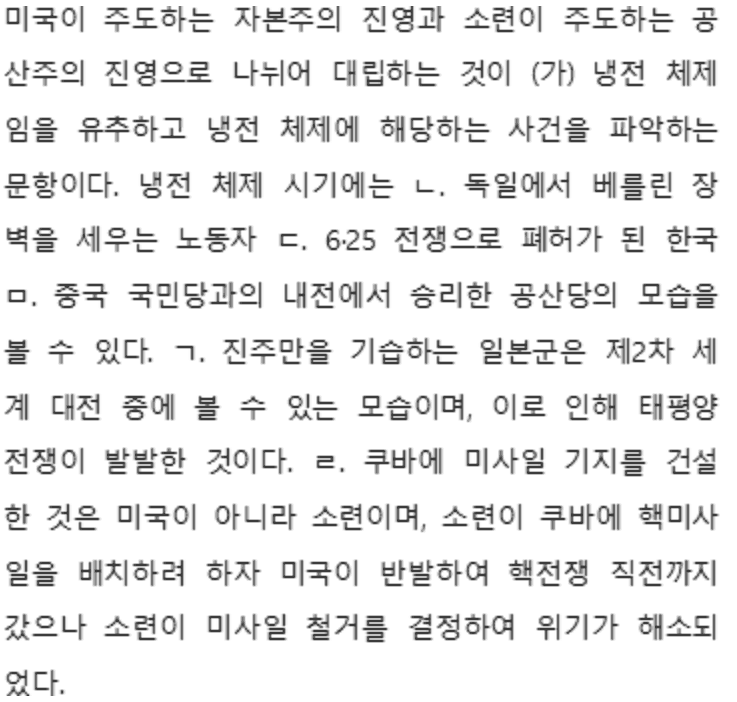 미국이 주도하는 자본주의 진영과 소련이 주도하는 공
산주의 진영으로 나뉘어 대립하는 것이 (가) 냉전 체제
임을 유추하고 냉전 체제에 해당하는 사건을 파악하는
문항이다. 냉전 체제 시기에는 ㄴ. 독일에서 베를린 장
벽을 세우는 노동자 ㄷ. 6·25 전쟁으로 폐허가 된 한국
ㅁ. 중국 국민당과의 내전에서 승리한 공산당의 모습을
볼 수 있다. ㄱ. 진주만을 기습하는 일본군은 제2차 세
계 대전 중에 볼 수 있는 모습이며, 이로 인해 태평양
전쟁이 발발한 것이다. ㄹ. 쿠바에 미사일 기지를 건설
한 것은 미국이 아니라 소련이며, 소련이 쿠바에 핵미사
일을 배치하려 하자 미국이 반발하여 핵전쟁 직전까지
갔으나 소련이 미사일 철거를 결정하여 위기가 해소되
었다.